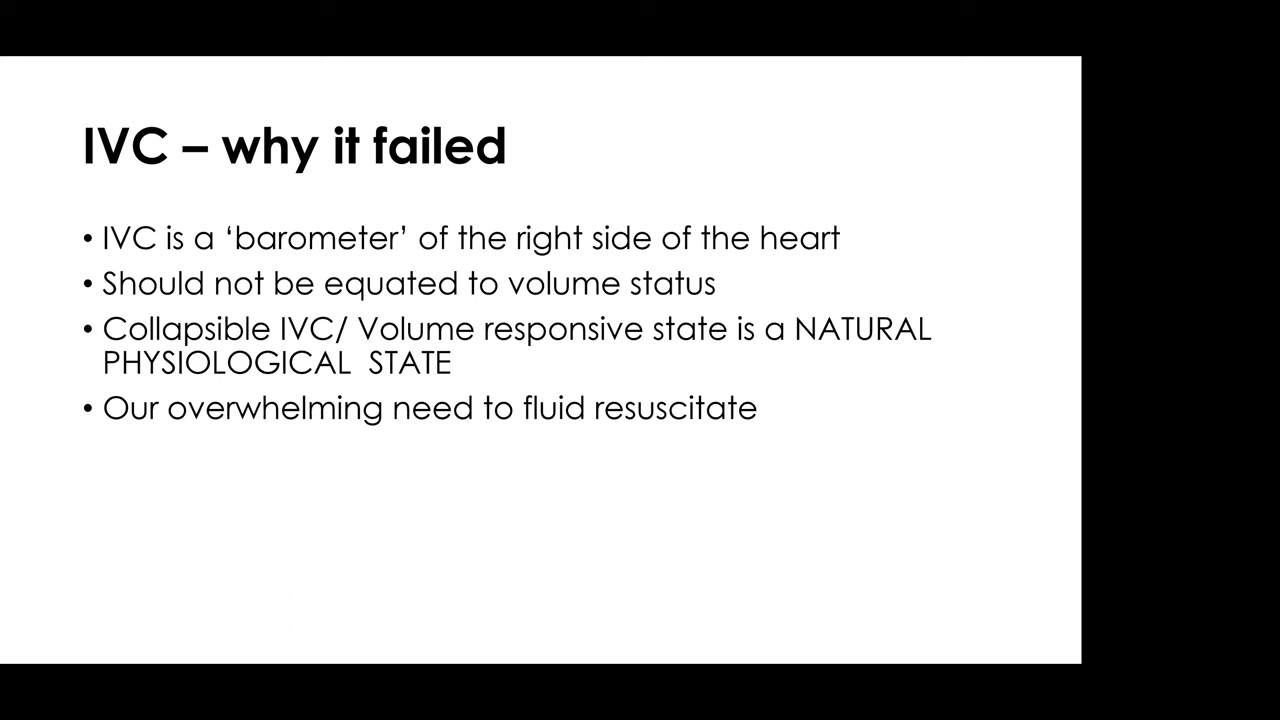 IVC – why it failed
• IVC is a ‘barometer’ of the right side of the heart
• Should not be equated to volume status
• Collapsible IVC/ Volume responsive state is a NATURAL
PHYSIOLOGICAL  STATE
• Our overwhelming need to fluid resuscitate